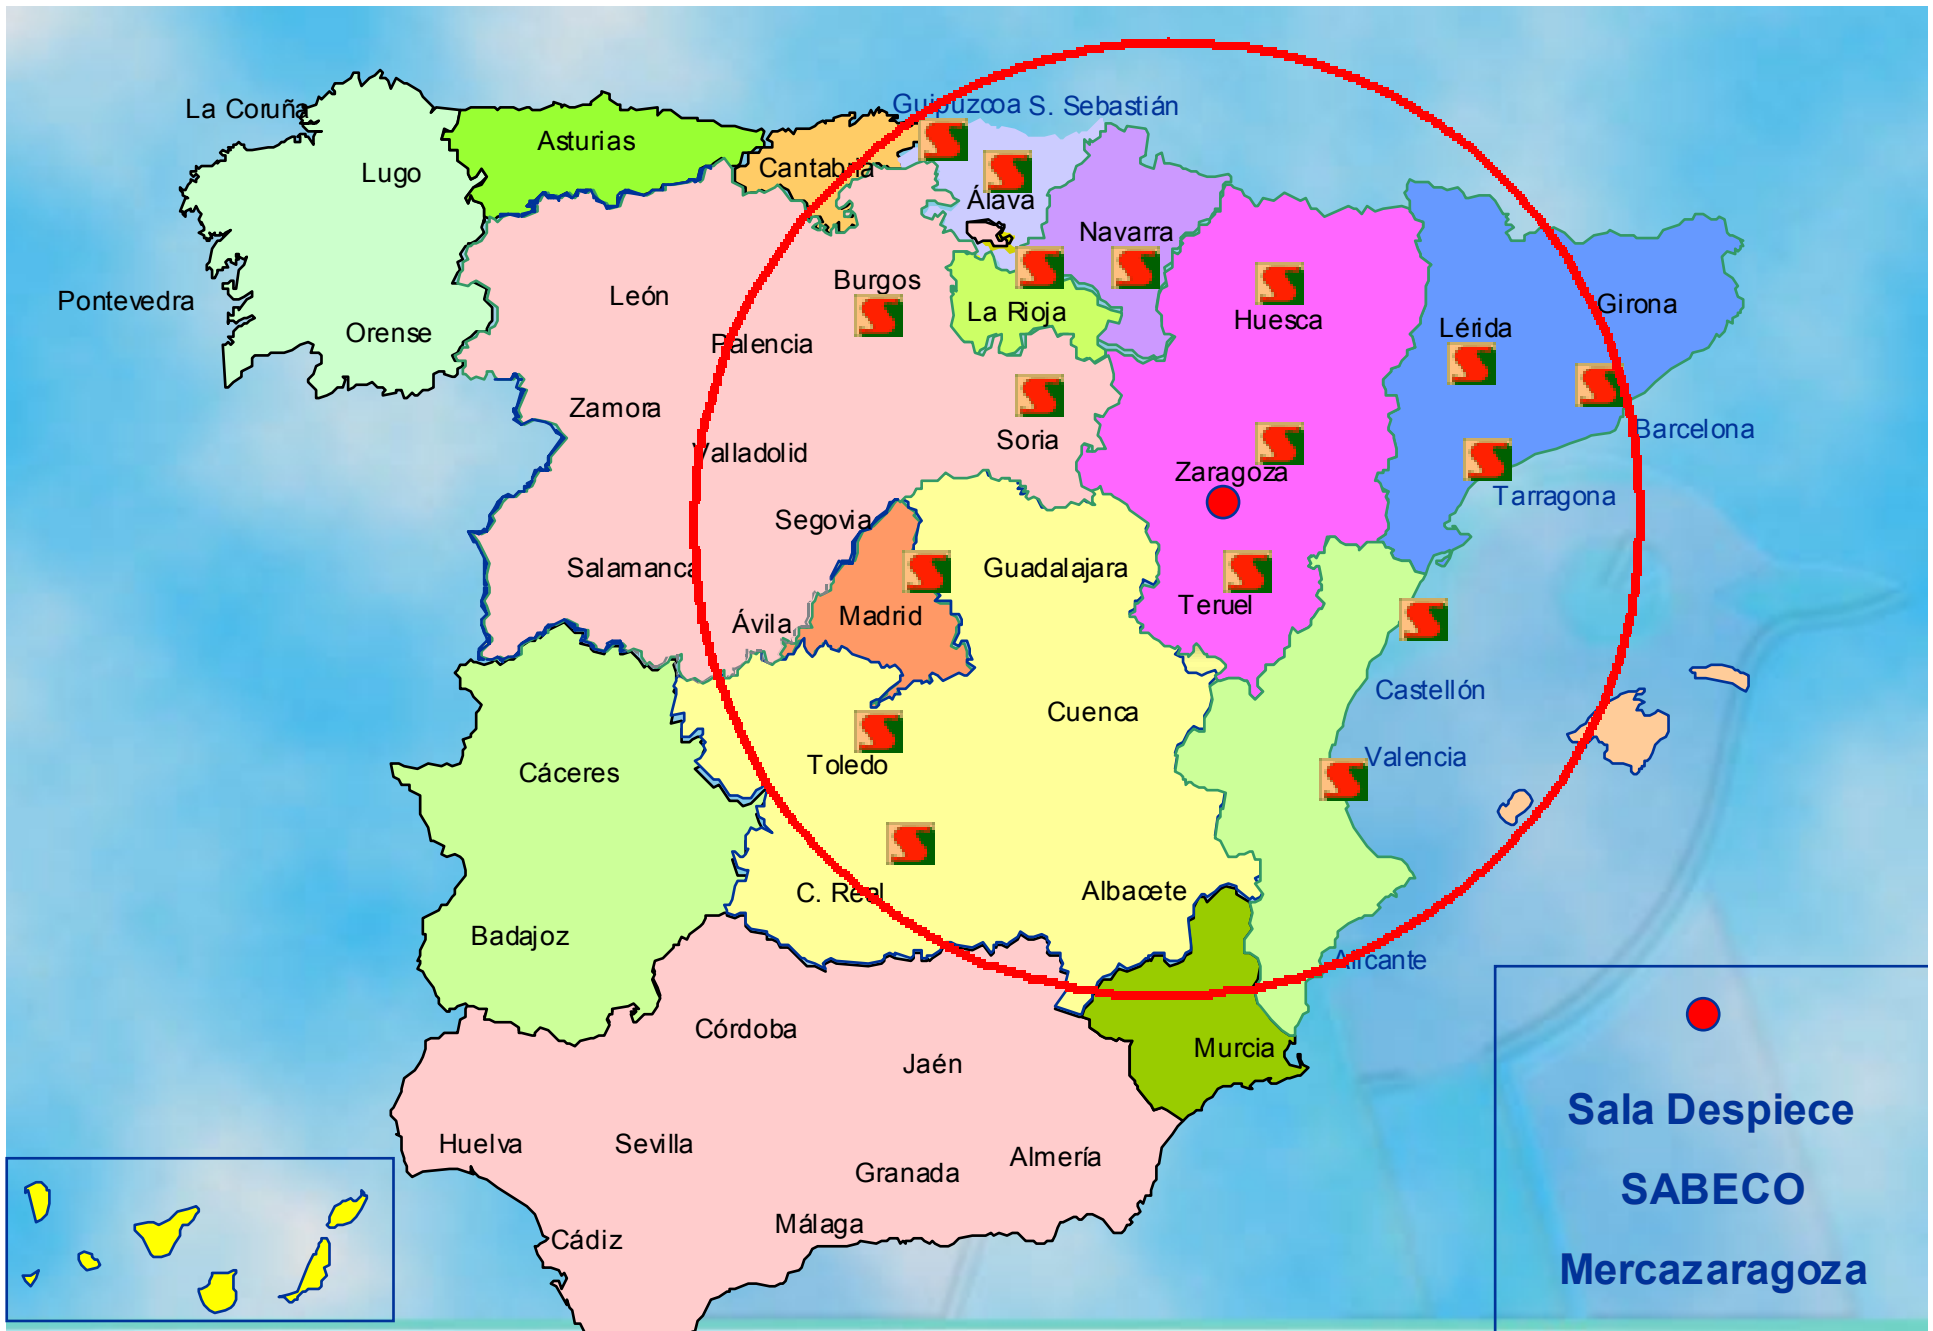 La Coruña
Guipuzcoa S. Sebastián
Asturias
Cantabria
Lugo
Álava
Navarra
Burgos
León
Pontevedra
La Rioja
Huesca
Girona
Orense
Palencia
Lérida
Zamora
Soria
Barcelona
Valladolid
Zaragoza
Tarragona
Segovia
Salamanca
Guadalajara
Teruel
Madrid
Ávila
Castellón
Cuenca
Valencia
Toledo
Cáceres
C. Real
Albacete
Badajoz
Alicante
Córdoba
Jaén
Murcia
Huelva
Sevilla
Granada
Almería
Málaga
Cádiz
Sala Despiece
SABECO
Mercazaragoza